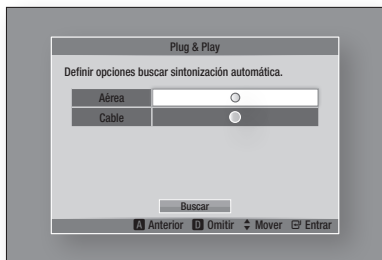 Plug & Play
Definir opciones buscar sintonización automática.
Aérea
Cable
Buscar
A Anterior D Omitir Mover Entrar